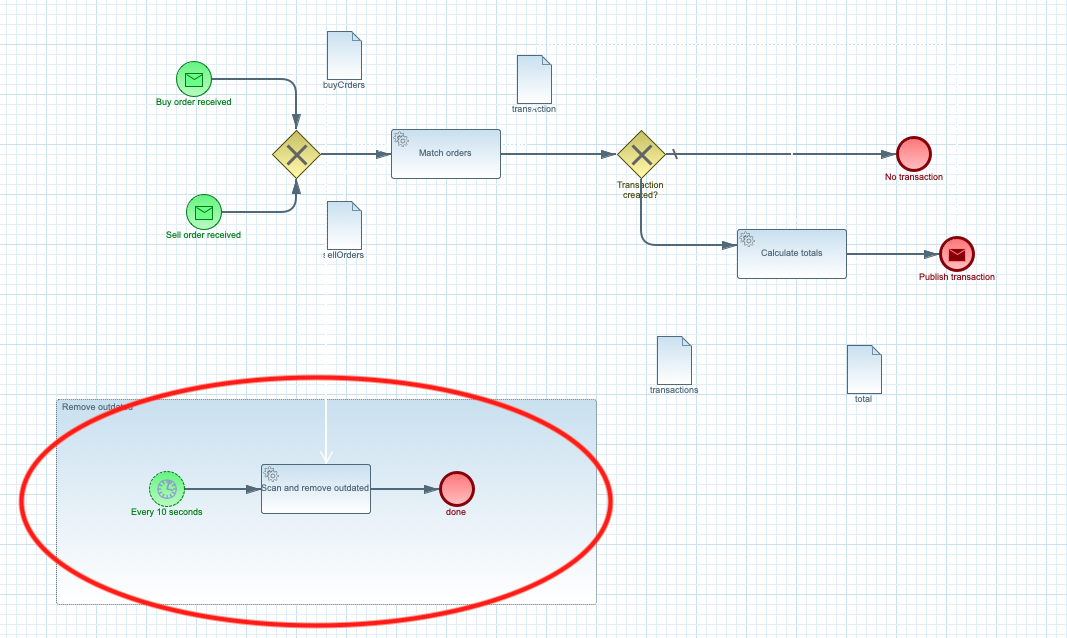 buyOrders
Buy order received
transaction
Match orders
No transaction
Transaction
created?
Sell order received
sellOrders
Calculate totals
Publish transaction
transactions
total
Remove outdated
Scan and remove outdated
Every 10 seconds
done